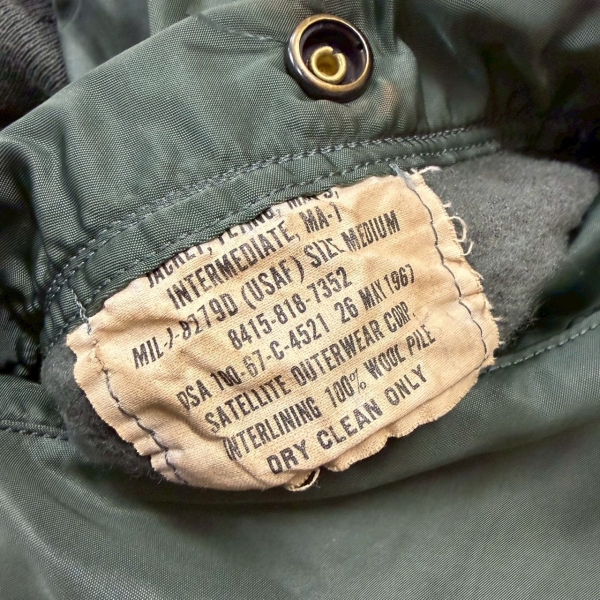 JACKET, FLYING, MAN'S,
INTERMEDIATE, MA-1
MIL-J-8279D (USAF) SIZE MEDIUM
8415-818-7352
DSA 100-67-C-4521 26 MAY 1967
SATELLITE OUTERWEAR CORP.
INTERLINING 100% WOOL PILE
DRY CLEAN ONLY